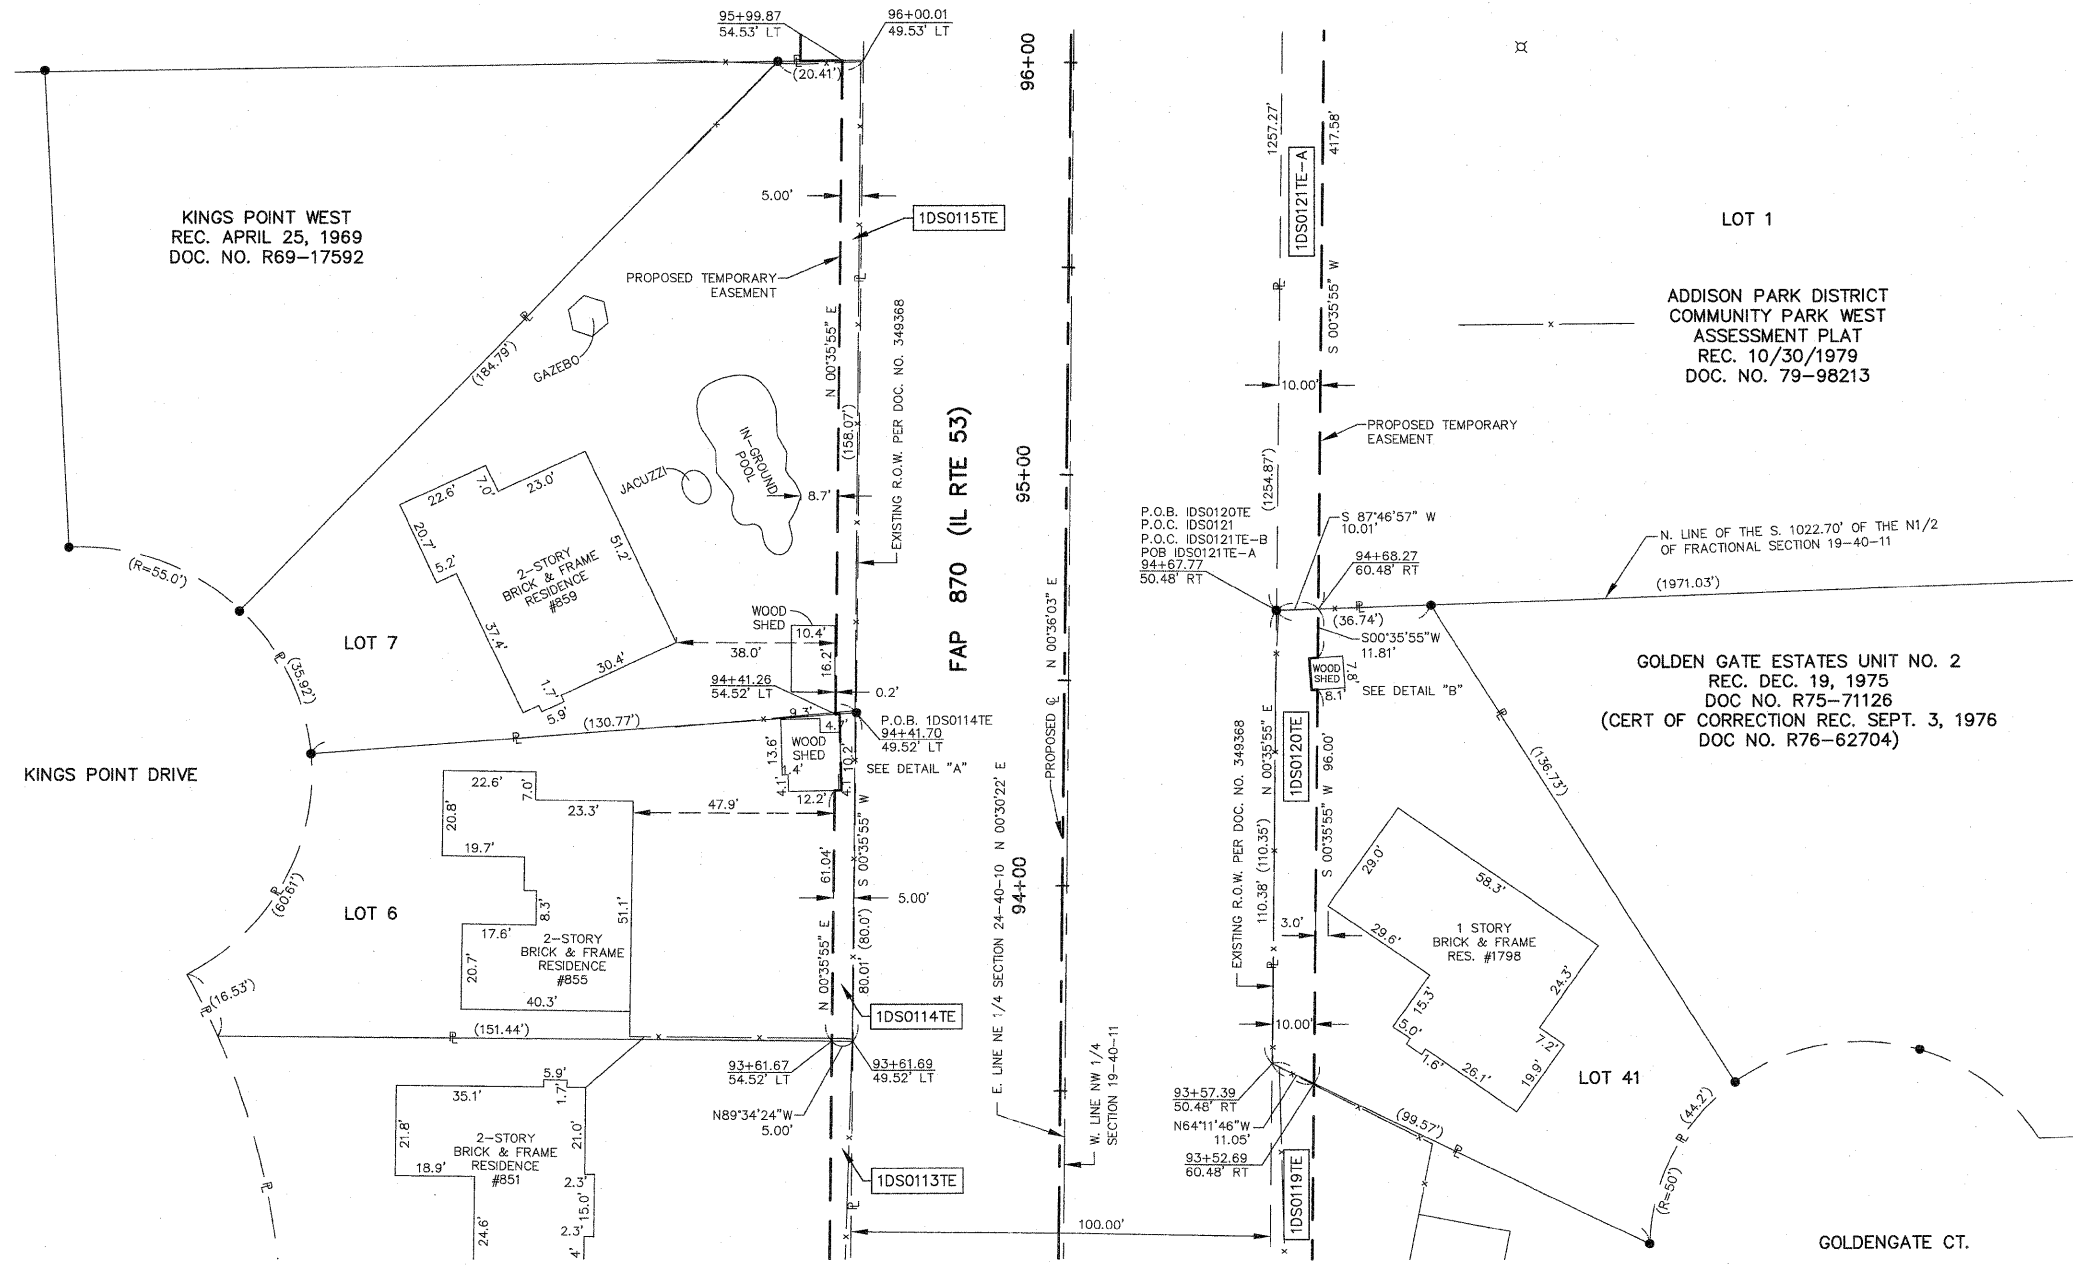 95+99.87
54.53' LT
96+00.01
49.53' LT
(20.41')
96+00
5.00'
1DS0115TE
KINGS POINT WEST
REC. APRIL 25, 1969
DOC. NO. R69-17592
PROPOSED TEMPORARY
EASEMENT
GAZEBO
(184.79')
N 00°35'55" E
(158.07')
EXISTING R.O.W. PER DOC. NO. 349368
FAP 870 (IL RTE 53)
95+00
IN-GROUND
POOL
JACUZZI
8.7'
22.6'
7.0'
23.0'
20.7'
5.2'
51.2'
2-STORY
BRICK & FRAME
RESIDENCE
#859
37.4'
30.4'
1.7'
5.9'
(R=55.0')
LOT 7
(35.92')
WOOD
SHED
10.4'
16.2'
38.0'
0.2'
94+41.26
54.52' LT
9.3'
4.7'
P.O.B. 1DS0114TE
94+41.70
49.52' LT
SEE DETAIL "A"
(130.77')
13.6'
WOOD
SHED
1.4'
10.2'
4.1'
12.2'
4.1'
KINGS POINT DRIVE
22.6'
7.0'
23.3'
20.8'
19.7'
47.9'
8.3'
51.1'
17.6'
20.7'
2-STORY
BRICK & FRAME
RESIDENCE
#855
40.3'
LOT 6
(60.61')
(16.53')
(151.44')
61.04'
N 00°35'55" E
S 00°35'55" W
80.01' (80.0')
5.00'
1DS0114TE
93+61.67
54.52' LT
93+61.69
49.52' LT
N89°34'24"W
5.00'
1DS0113TE
5.9'
35.1'
1.7'
21.8'
21.0'
2-STORY
BRICK & FRAME
RESIDENCE
#851
18.9'
2.3'
15.0'
2.3'
24.6'
4'
100.00'
94+00
E. LINE NE 1/4 SECTION 24-40-10 N 00°30'22" E
PROPOSED ℄ N 00°36'03" E
W. LINE NW 1/4
SECTION 19-40-11
1257.27'
417.58'
1DS0121TE-A
S 00°35'55" W
10.00'
PROPOSED TEMPORARY
EASEMENT
(1254.87')
LOT 1
ADDISON PARK DISTRICT
COMMUNITY PARK WEST
ASSESSMENT PLAT
REC. 10/30/1979
DOC. NO. 79-98213
P.O.B. IDS0120TE
P.O.C. IDS0121
P.O.C. IDS0121TE-B
POB IDS0121TE-A
94+67.77
50.48' RT
S 87°46'57" W
10.01'
94+68.27
60.48' RT
(36.74')
N. LINE OF THE S. 1022.70' OF THE N1/2
OF FRACTIONAL SECTION 19-40-11
(1971.03')
S00°35'55"W
11.81'
WOOD
SHED
7.8'
8.1'
SEE DETAIL "B"
GOLDEN GATE ESTATES UNIT NO. 2
REC. DEC. 19, 1975
DOC NO. R75-71126
(CERT OF CORRECTION REC. SEPT. 3, 1976
DOC NO. R76-62704)
EXISTING R.O.W. PER DOC. NO. 349368
110.38' (110.35') N 00°35'55" E
1DS0120TE
S 00°35'55" W 96.00'
(136.73')
29.0'
58.3'
3.0'
29.6'
1 STORY
BRICK & FRAME
RES. #1798
15.3'
24.3'
5.0'
1.6'
26.1'
7.2'
19.9'
LOT 41
10.00'
93+57.39
50.48' RT
N64°11'46"W
11.05'
93+52.69
60.48' RT
1DS0119TE
(99.57')
(44.2')
(R=50')
GOLDENGATE CT.